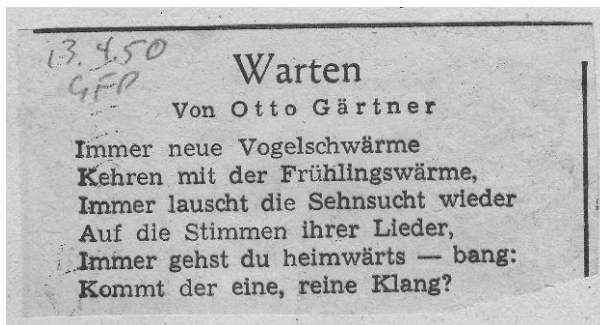 13.4.50
GFP
Warten
Von Otto Gärtner
Immer neue Vogelschwärme
Kehren mit der Frühlingswärme,
Immer lauscht die Sehnsucht wieder
Auf die Stimmen ihrer Lieder,
Immer gehst du heimwärts — bang:
Kommt der eine, reine Klang?